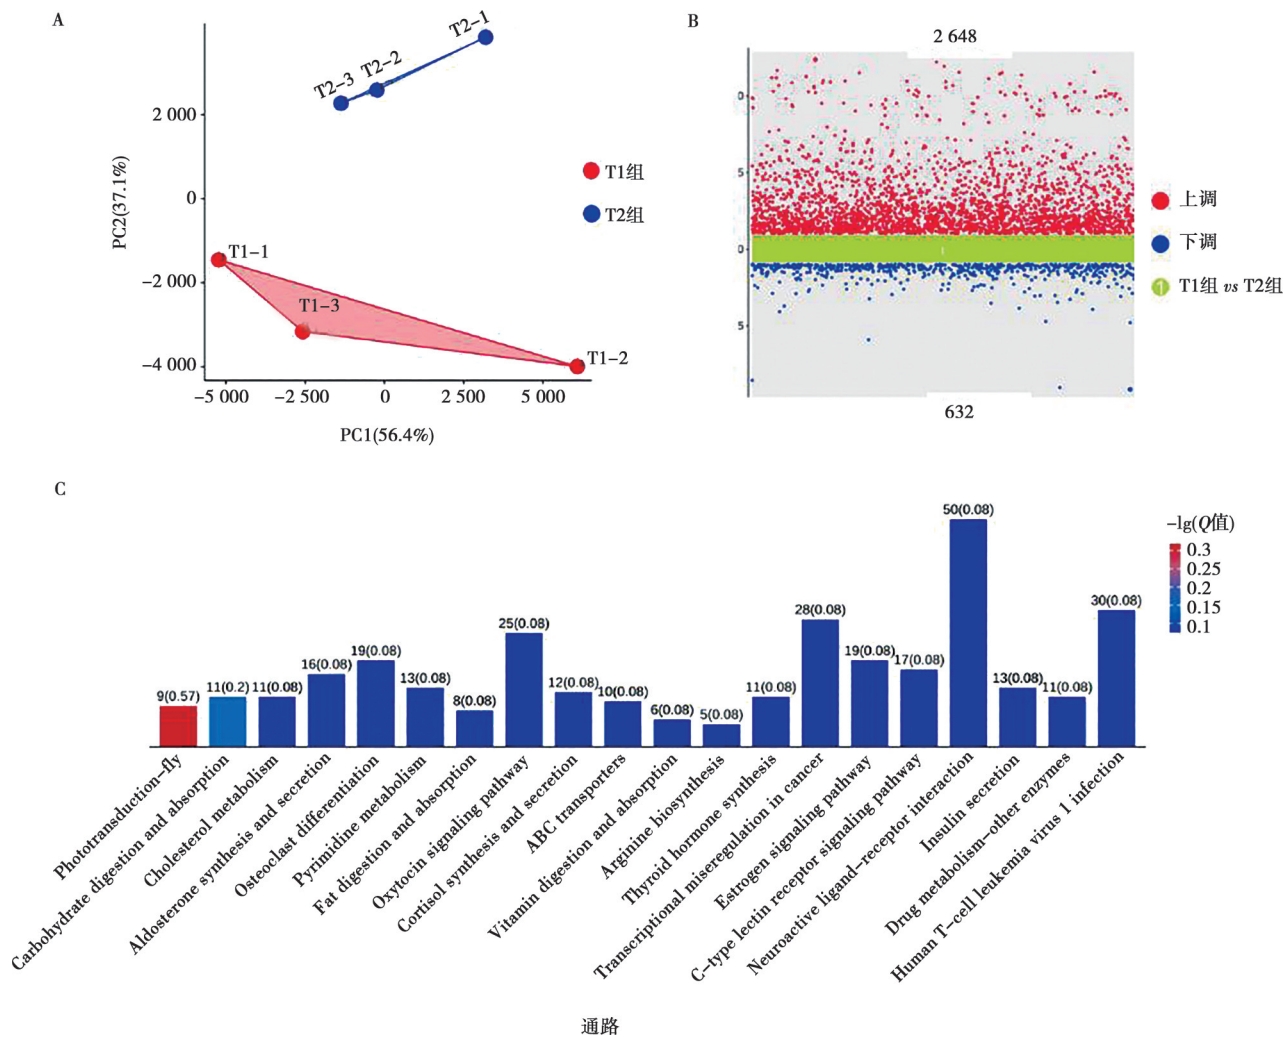 A
T2-1
T2-2
T2-3
2 000
0
-2 000
-4 000
PC2(37.1%)
T1-1
T1-3
T1-2
-5 000
-2 500
0
2 500
5 000
PC1(56.4%)
T1组
T2组
B
2 648
0
5
0
5
632
上调
下调
1 T1组 vs T2组
C
9(0.57)
11(0.2)
11(0.08)
16(0.08)
19(0.08)
13(0.08)
8(0.08)
25(0.08)
12(0.08)
10(0.08)
6(0.08)
5(0.08)
11(0.08)
28(0.08)
19(0.08)
17(0.08)
50(0.08)
13(0.08)
11(0.08)
30(0.08)
-lg(Q值)
0.3
0.25
0.2
0.15
0.1
Phototransduction-fly
Carbohydrate digestion and absorption
Cholesterol metabolism
Aldosterone synthesis and secretion
Osteoclast differentiation
Pyrimidine metabolism
Fat digestion and absorption
Oxytocin signaling pathway
Cortisol synthesis and secretion
ABC transporters
Vitamin digestion and absorption
Arginine biosynthesis
Thyroid hormone synthesis
Transcriptional misregulation in cancer
Estrogen signaling pathway
C-type lectin receptor signaling pathway
Neuroactive ligand-receptor interaction
Insulin secretion
Drug metabolism-other enzymes
Human T-cell leukemia virus 1 infection
通路